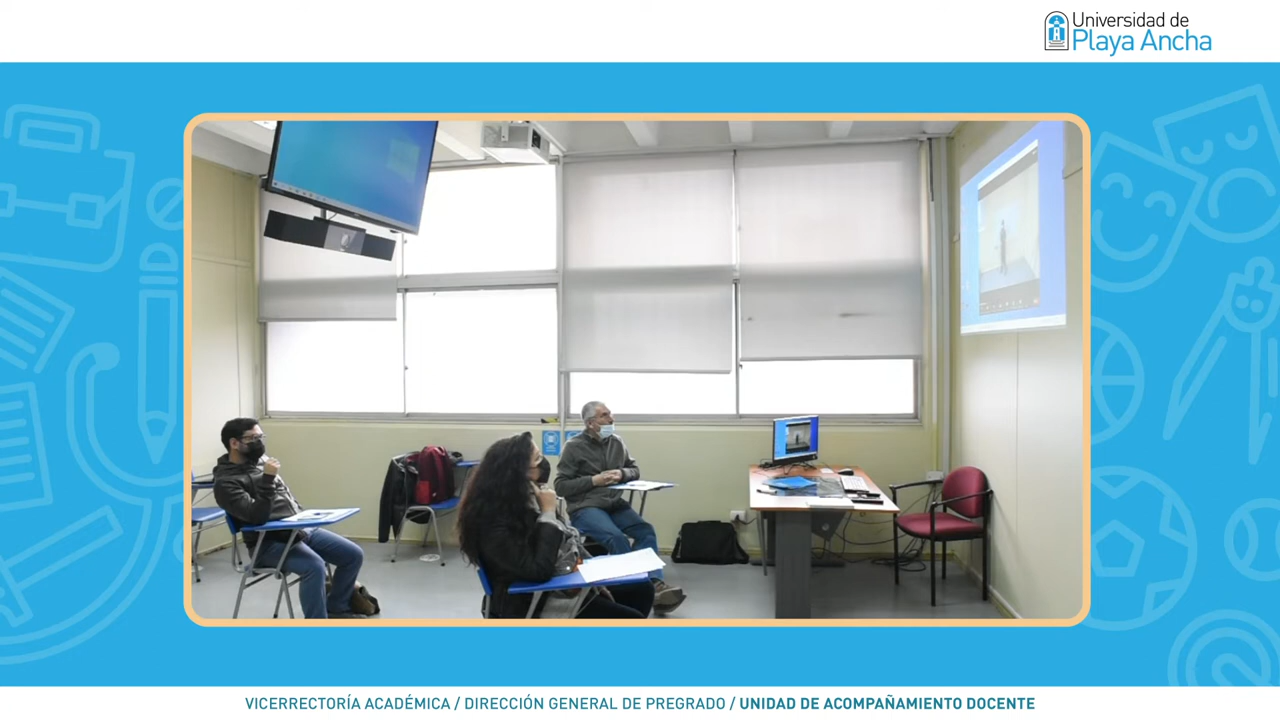 Universidad de
Playa Ancha
VICERRECTORÍA ACADÉMICA / DIRECCIÓN GENERAL DE PREGRADO / UNIDAD DE ACOMPAÑAMIENTO DOCENTE